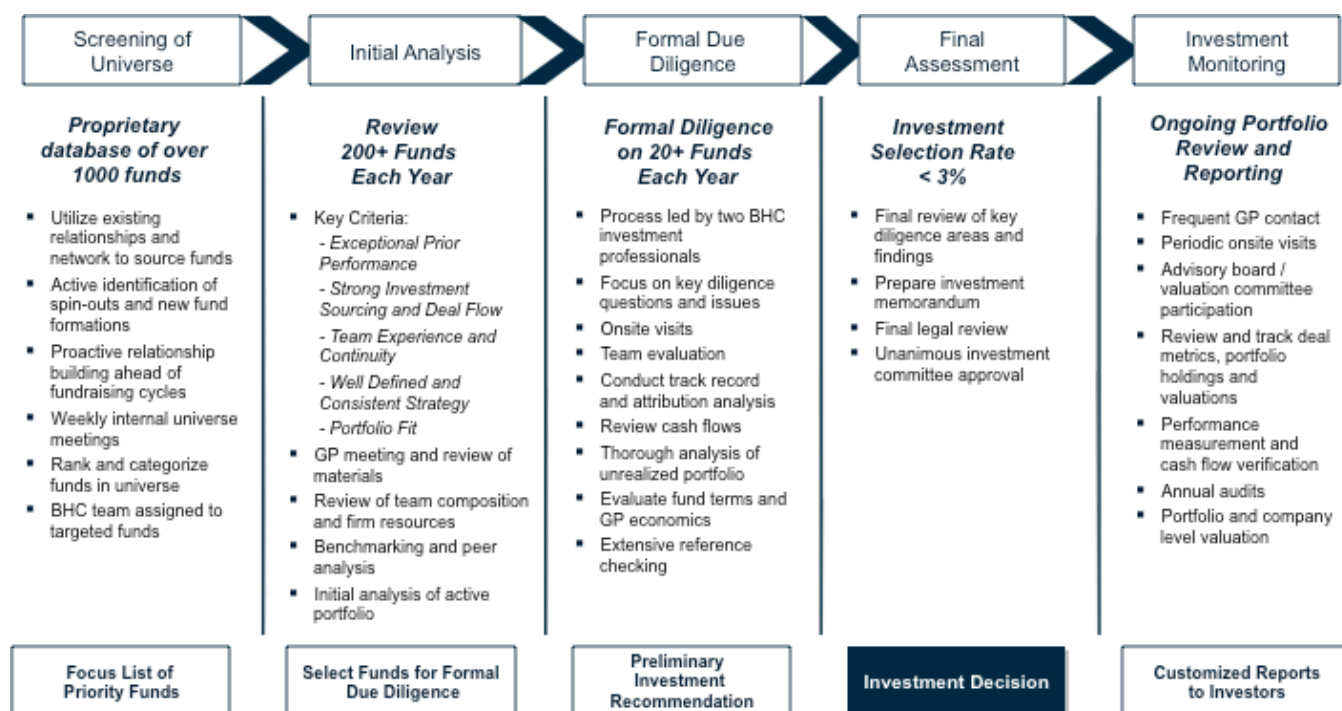 Screening of
Universe
Initial Analysis
Formal Due
Diligence
Final
Assessment
Investment
Monitoring
Proprietary
database of over
1000 funds
▪ Utilize existing
relationships and
network to source funds
▪ Active identification of
spin-outs and new fund
formations
▪ Proactive relationship
building ahead of
fundraising cycles
▪ Weekly internal universe
meetings
▪ Rank and categorize
funds in universe
▪ BHC team assigned to
targeted funds
Focus List of
Priority Funds
Review
200+ Funds
Each Year
▪ Key Criteria:
- Exceptional Prior
Performance
- Strong Investment
Sourcing and Deal Flow
- Team Experience and
Continuity
- Well Defined and
Consistent Strategy
- Portfolio Fit
▪ GP meeting and review of
materials
▪ Review of team composition
and firm resources
▪ Benchmarking and peer
analysis
▪ Initial analysis of active
portfolio
Select Funds for Formal
Due Diligence
Formal Diligence
on 20+ Funds
Each Year
▪ Process led by two BHC
investment
professionals
▪ Focus on key diligence
questions and issues
▪ Onsite visits
▪ Team evaluation
▪ Conduct track record
and attribution analysis
▪ Review cash flows
▪ Thorough analysis of
unrealized portfolio
▪ Evaluate fund terms and
GP economics
▪ Extensive reference
checking
Preliminary
Investment
Recommendation
Investment
Selection Rate
< 3%
▪ Final review of key
diligence areas and
findings
▪ Prepare investment
memorandum
▪ Final legal review
▪ Unanimous investment
committee approval
Investment Decision
Ongoing Portfolio
Review and
Reporting
▪ Frequent GP contact
▪ Periodic onsite visits
▪ Advisory board /
valuation committee
participation
▪ Review and track deal
metrics, portfolio
holdings and
valuations
▪ Performance
measurement and
cash flow verification
▪ Annual audits
▪ Portfolio and company
level valuation
Customized Reports
to Investors